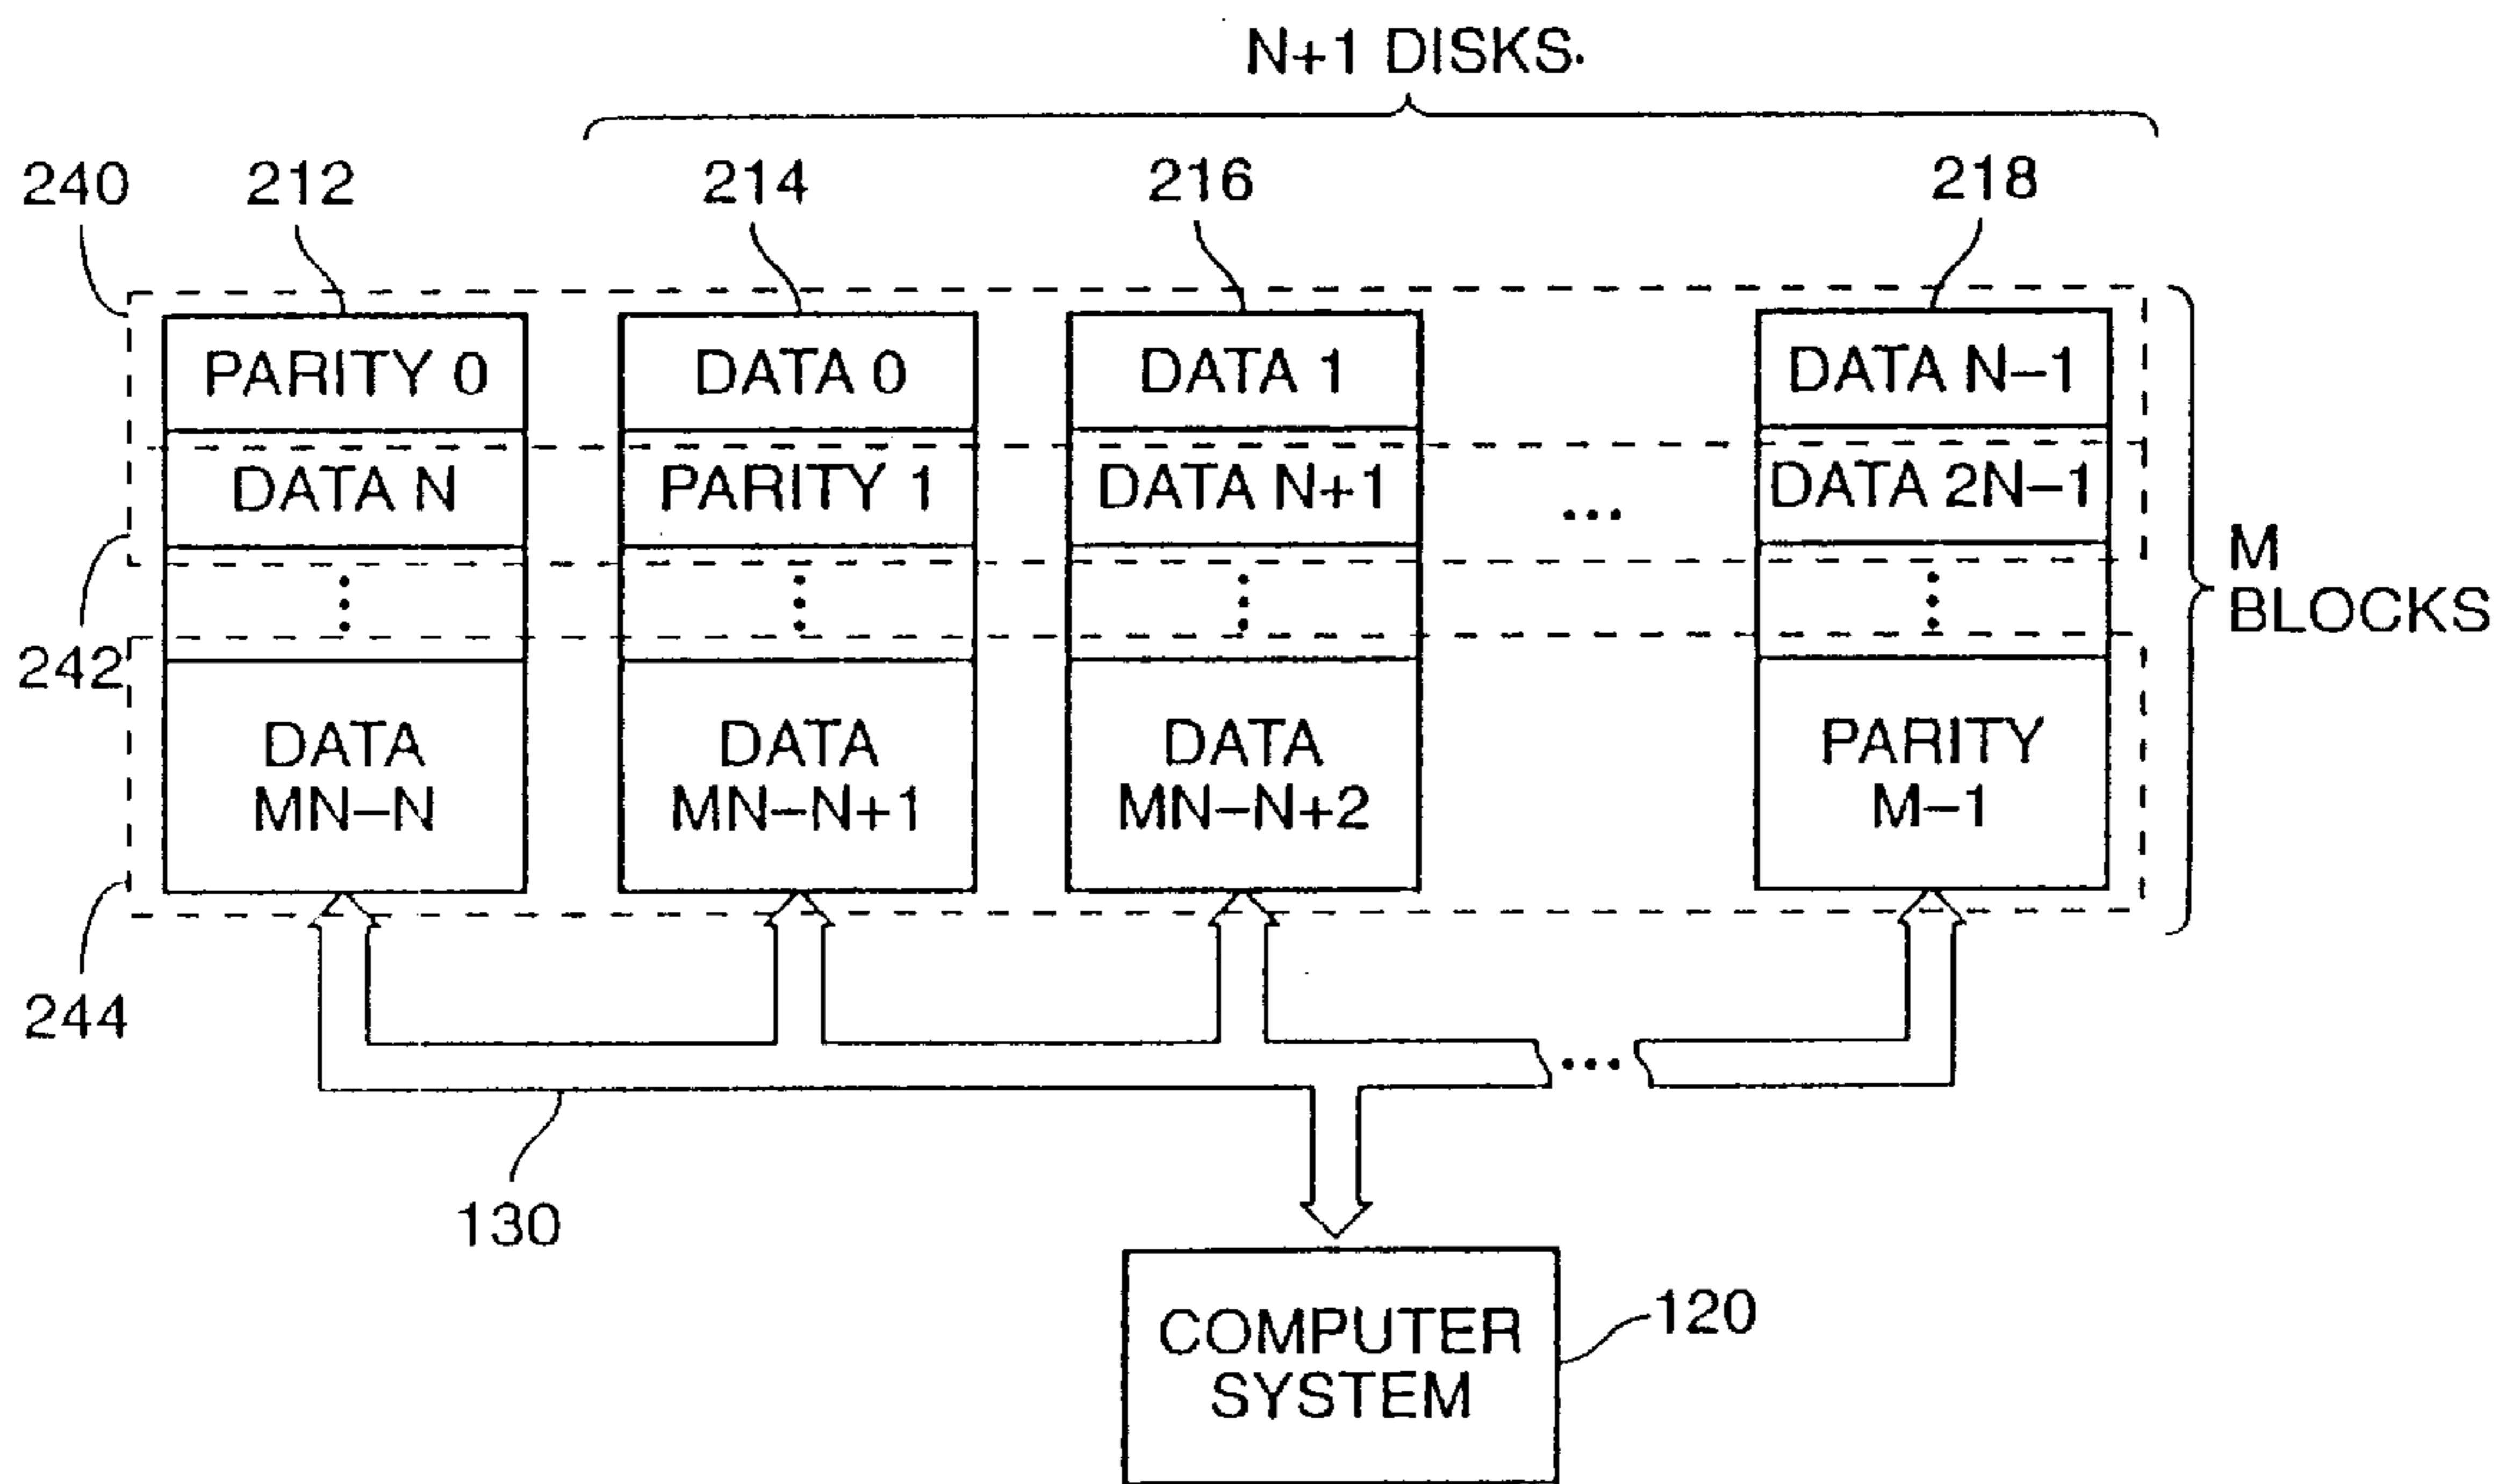 N+1 DISKS.
240 212 214 216 218
PARITY 0 DATA 0 DATA 1 DATA N–1
DATA N PARITY 1 DATA N+1 ... DATA 2N–1
M
BLOCKS
242
DATA DATA DATA PARITY
MN–N MN–N+1 MN–N+2 M–1
244
...
130
120
COMPUTER
SYSTEM